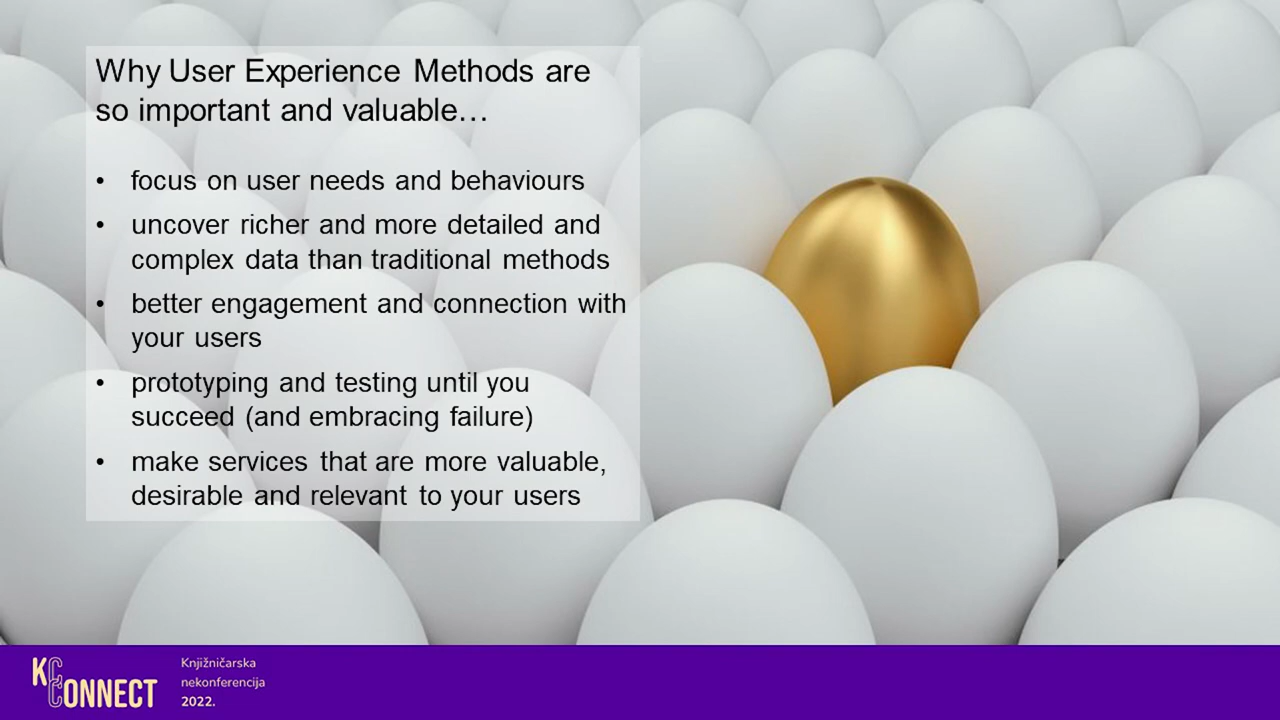 Why User Experience Methods are
so important and valuable…
• focus on user needs and behaviours
• uncover richer and more detailed and
complex data than traditional methods
• better engagement and connection with
your users
• prototyping and testing until you
succeed (and embracing failure)
• make services that are more valuable,
desirable and relevant to your users
KCCONNECT
Knjižničarska
nekonferencija
2022.